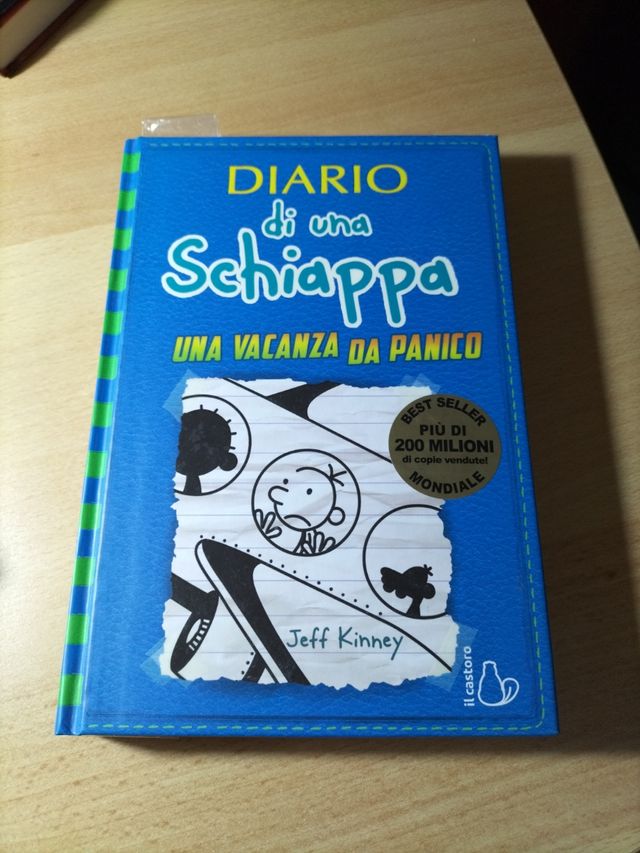 DIARIO
di una
Schiappa
UNA VACANZA DA PANICO
BEST SELLER
PIÙ DI
200 MILIONI
di copie vendute!
MONDIALE
Jeff Kinney
il castoro